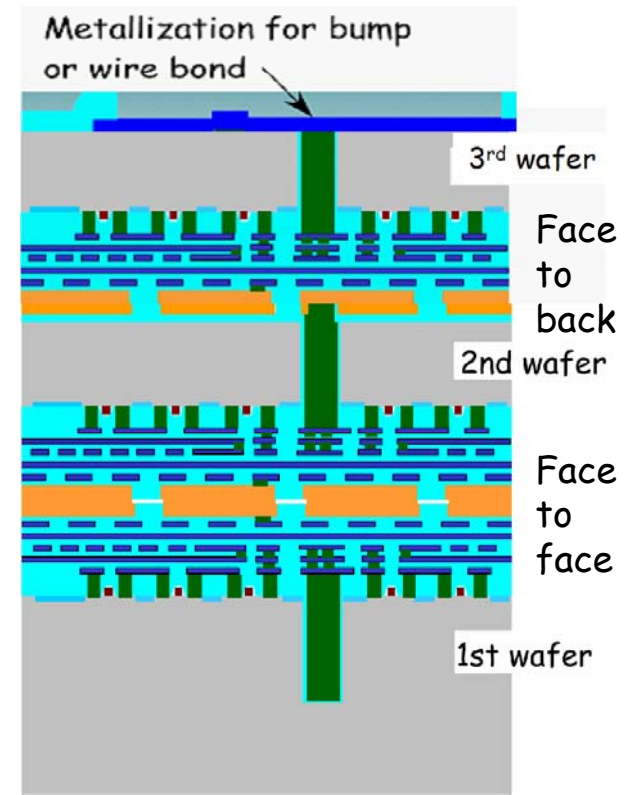 Metallization for bump
or wire bond
3rd wafer
Face
to
back
2nd wafer
Face
to
face
1st wafer